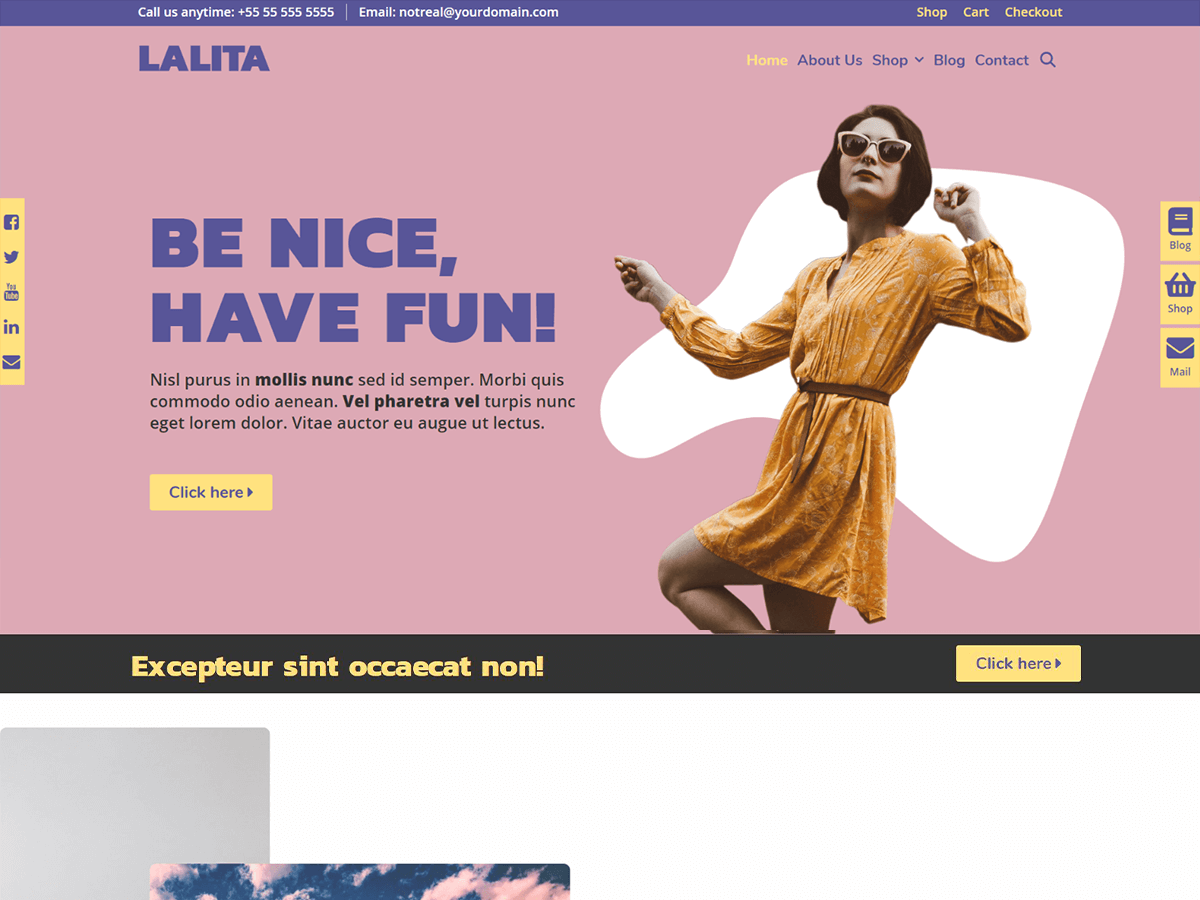 Call us anytime: +55 55 555 5555
Email: notreal@yourdomain.com
Shop Cart Checkout
LALITA
Home About Us Shop Blog Contact
BE NICE,
HAVE FUN!
Nisl purus in mollis nunc sed id semper. Morbi quis
commodo odio aenean. Vel pharetra vel turpis nunc
eget lorem dolor. Vitae auctor eu augue ut lectus.
Click here
You
Tube
in
Blog
Shop
Mail
Excepteur sint occaecat non!
Click here